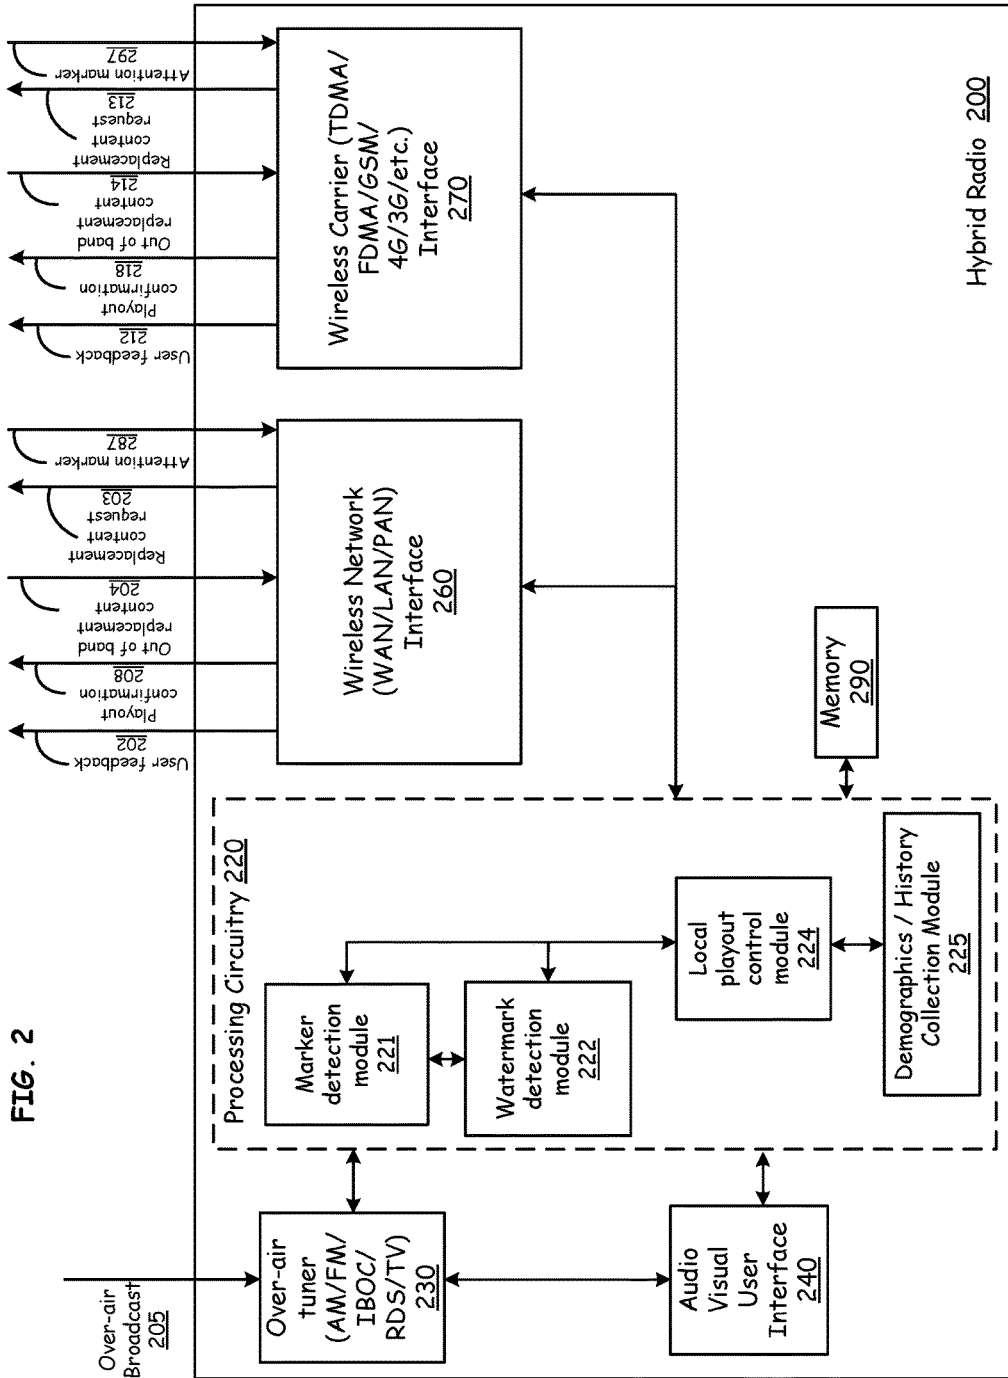 FIG. 2
Over-air
Broadcast
205
User feedback
202
Playout
confirmation
208
Out of band
replacement
content
204
Replacement
content
request
203
Attention marker
287
User feedback
212
Playout
confirmation
218
Out of band
replacement
content
214
Replacement
content
request
213
Attention marker
297
Over-air
tuner
(AM/FM/
IBOC/
RDS/TV)
230
Audio
Visual
User
Interface
240
Processing Circuitry 220
Marker
detection
module
221
Watermark
detection
module
222
Local
playout
control
module
224
Demographics / History
Collection Module
225
Memory
290
Wireless Network
(WAN/LAN/PAN)
Interface
260
Wireless Carrier (TDMA/
FDMA/GSM/
4G/3G/etc.)
Interface
270
Hybrid Radio 200